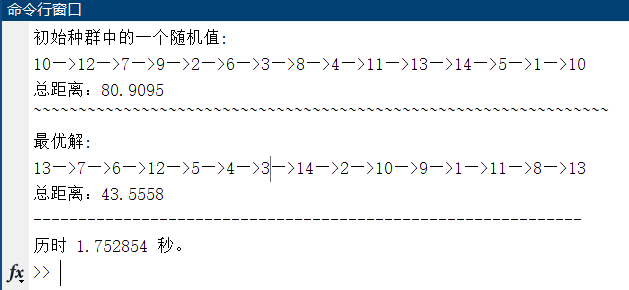 命令行窗口
初始种群中的一个随机值:
10—>12—>7—>9—>2—>6—>3—>8—>4—>11—>13—>14—>5—>1—>10
总距离: 80.9095
~~~~~~~~~~~~~~~~~~~~~~~~~~~~~~~~~~~~~~~~~~~~~~~~~~~~~~~~~~~~~~~~
最优解:
13—>7—>6—>12—>5—>4—>3—>14—>2—>10—>9—>1—>11—>8—>13
总距离: 43.5558
-------------------------------------------------------------
历时 1.752854 秒。
fx >>